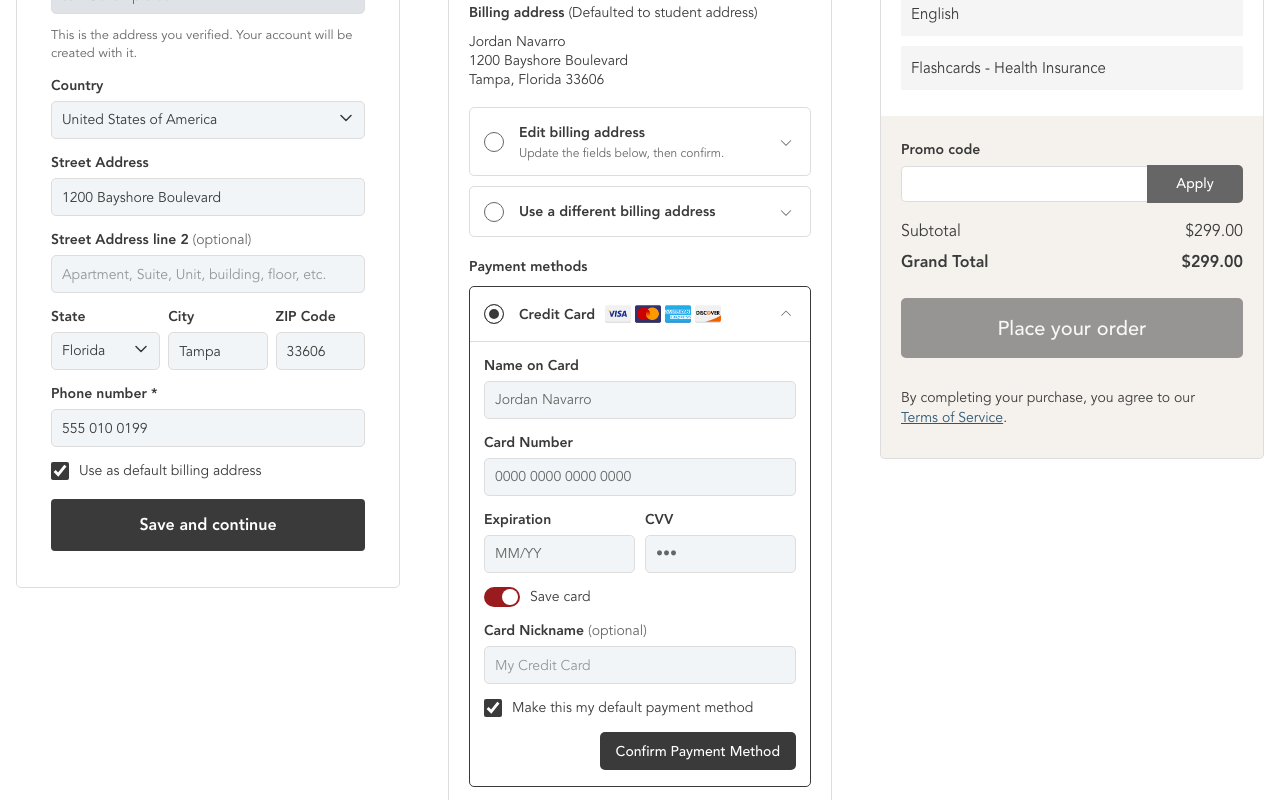 This is the address you verified. Your account will be
created with it.
Country
United States of America
Street Address
1200 Bayshore Boulevard
Street Address line 2 (optional)
Apartment, Suite, Unit, building, floor, etc.
State City ZIP Code
Florida Tampa 33606
Phone number *
555 010 0199
Use as default billing address
Save and continue
Billing address (Defaulted to student address)
Jordan Navarro
1200 Bayshore Boulevard
Tampa, Florida 33606
Edit billing address
Update the fields below, then confirm.
Use a different billing address
Payment methods
Credit Card VISA DISCOVER
Name on Card
Jordan Navarro
Card Number
0000 0000 0000 0000
Expiration CVV
MM/YY •••
Save card
Card Nickname (optional)
My Credit Card
Make this my default payment method
Confirm Payment Method
English
Flashcards - Health Insurance
Promo code
Apply
Subtotal $299.00
Grand Total $299.00
Place your order
By completing your purchase, you agree to our
Terms of Service.